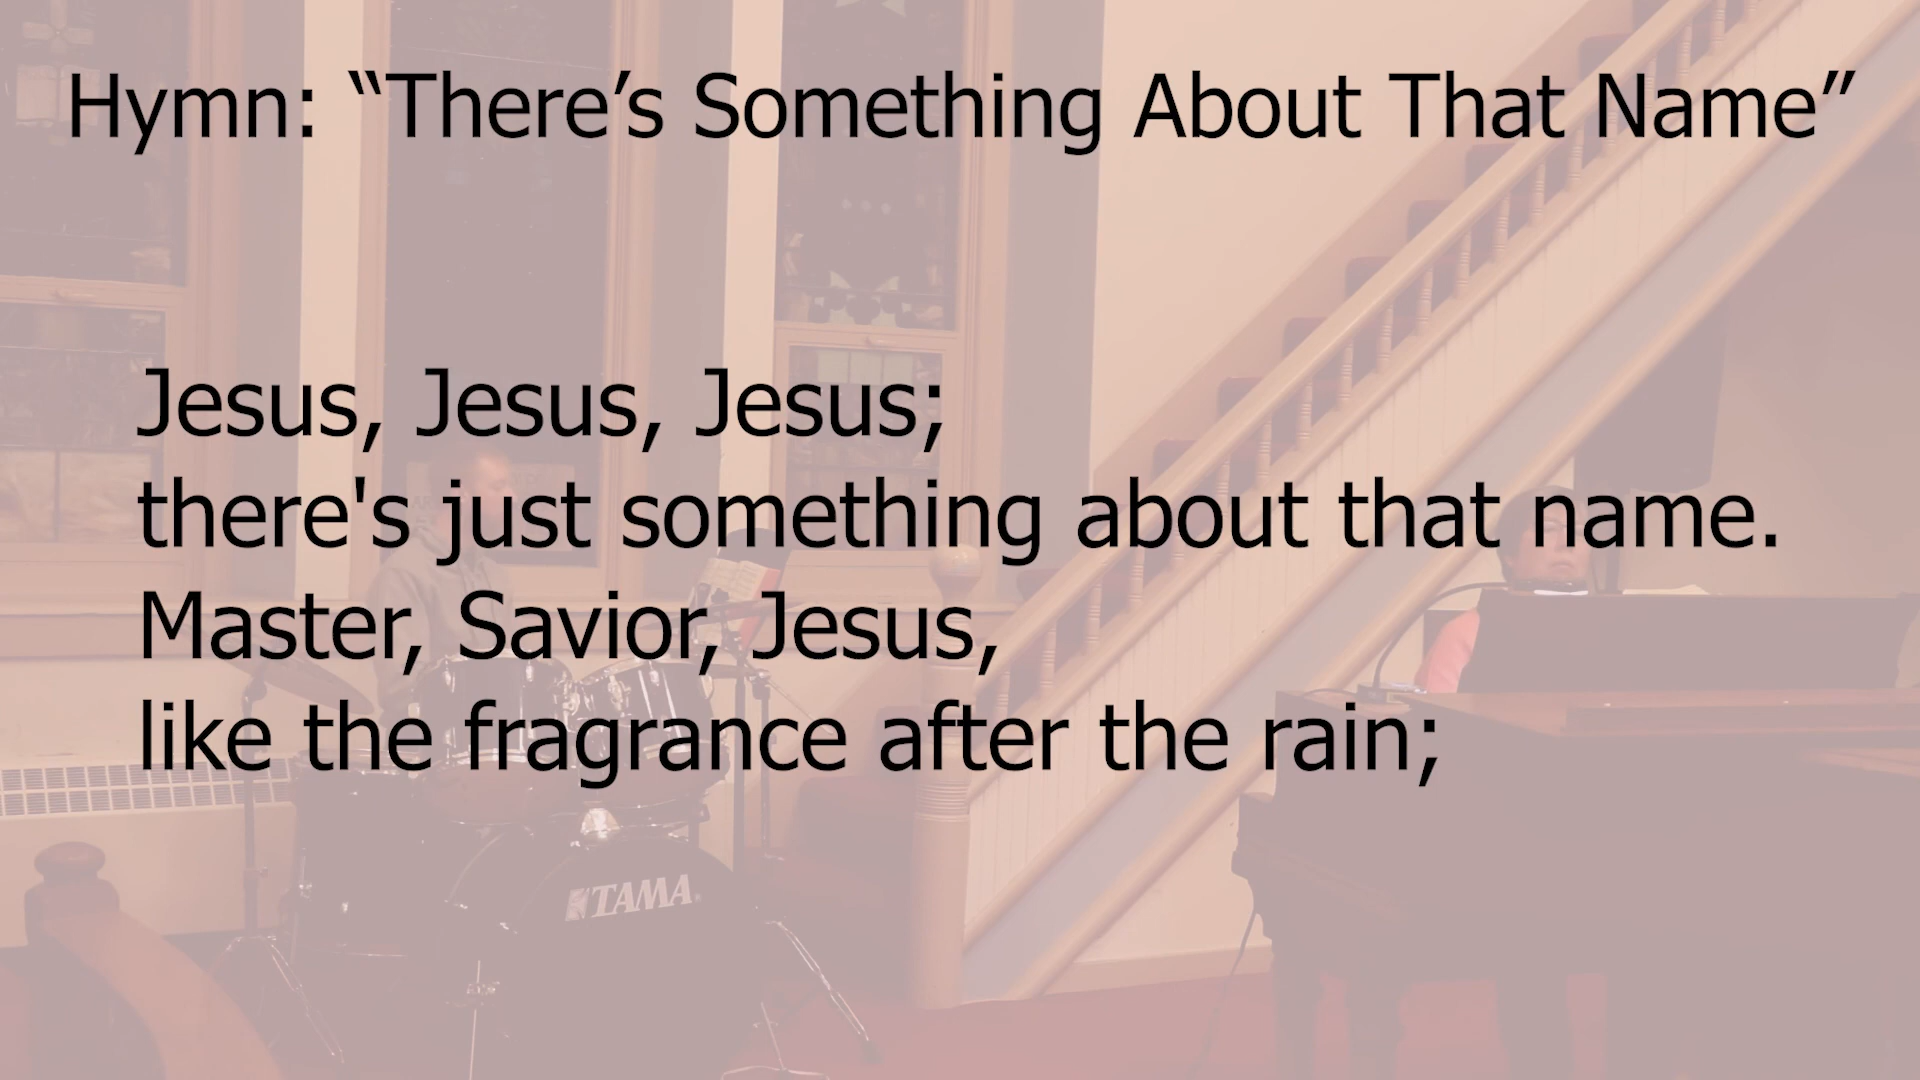 Hymn: “There’s Something About That Name”
Jesus, Jesus, Jesus;
there's just something about that name.
Master, Savior, Jesus,
like the fragrance after the rain;
TAMA